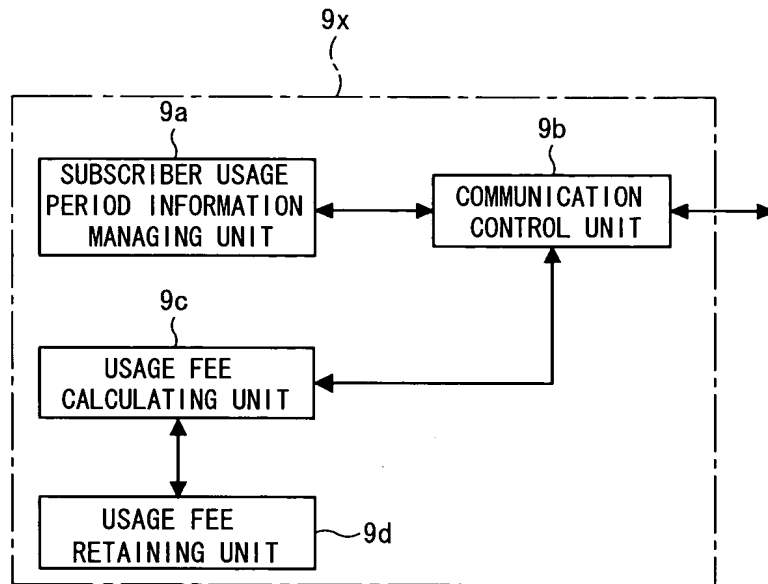 9x
9a
SUBSCRIBER USAGE
PERIOD INFORMATION
MANAGING UNIT
9b
COMMUNICATION
CONTROL UNIT
9c
USAGE FEE
CALCULATING UNIT
USAGE FEE
RETAINING UNIT
9d